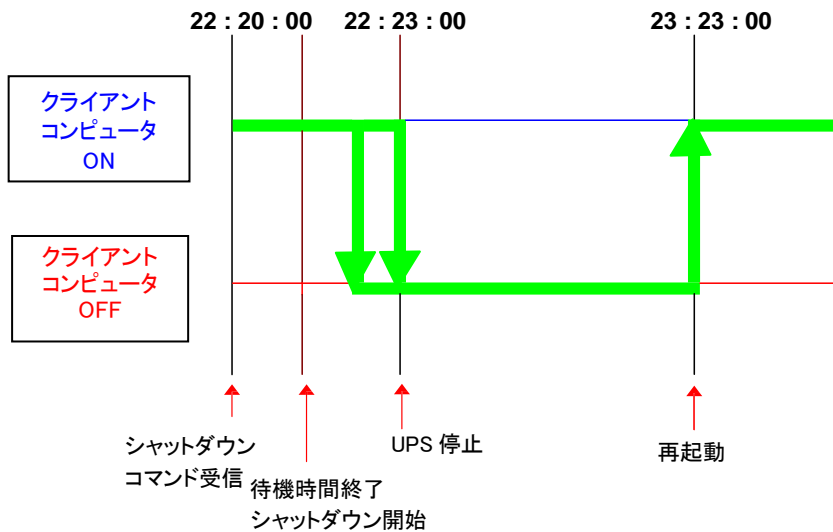 22：20：00
22：23：00
23：23：00
クライアント
コンピュータ
ON
クライアント
コンピュータ
OFF
シャットダウン
コマンド受信
待機時間終了
シャットダウン開始
UPS 停止
再起動